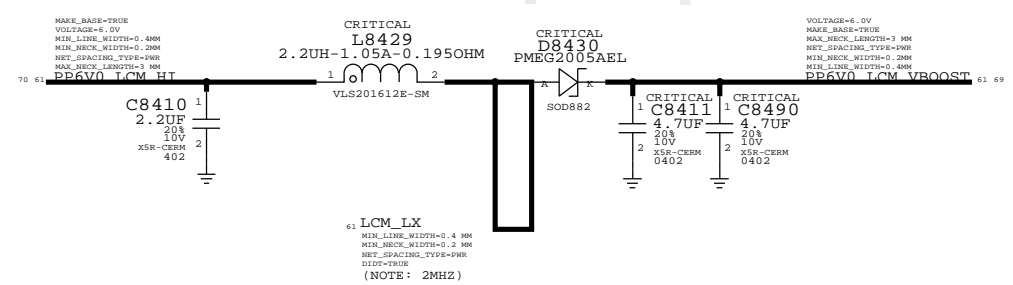 MAKE_BASE=TRUE
VOLTAGE=6.0V
MIN_LINE_WIDTH=0.4MM
MIN_NECK_WIDTH=0.2MM
NET_SPACING_TYPE=PWR
MAX_NECK_LENGTH=3 MM
70 61 PP6V0_LCM_HI
CRITICAL
L8429
2.2UH-1.05A-0.195OHM
1 2
VLS201612E-SM
CRITICAL
D8430
PMEG2005AEL
A K
SOD882
VOLTAGE=6.0V
MAKE_BASE=TRUE
MAX_NECK_LENGTH=3 MM
NET_SPACING_TYPE=PWR
MIN_NECK_WIDTH=0.2MM
MIN_LINE_WIDTH=0.4MM
PP6V0_LCM_VBOOST 61 69
C8410 1
2.2UF
20%
10V 2
X5R-CERM
402
CRITICAL
1 C8411
4.7UF
20%
10V
2 X5R-CERM
0402
CRITICAL
1 C8490
4.7UF
20%
10V
2 X5R-CERM
0402
61 LCM_LX
MIN_LINE_WIDTH=0.4 MM
MIN_NECK_WIDTH=0.2 MM
NET_SPACING_TYPE=PWR
DIDT=TRUE
(NOTE: 2MHZ)